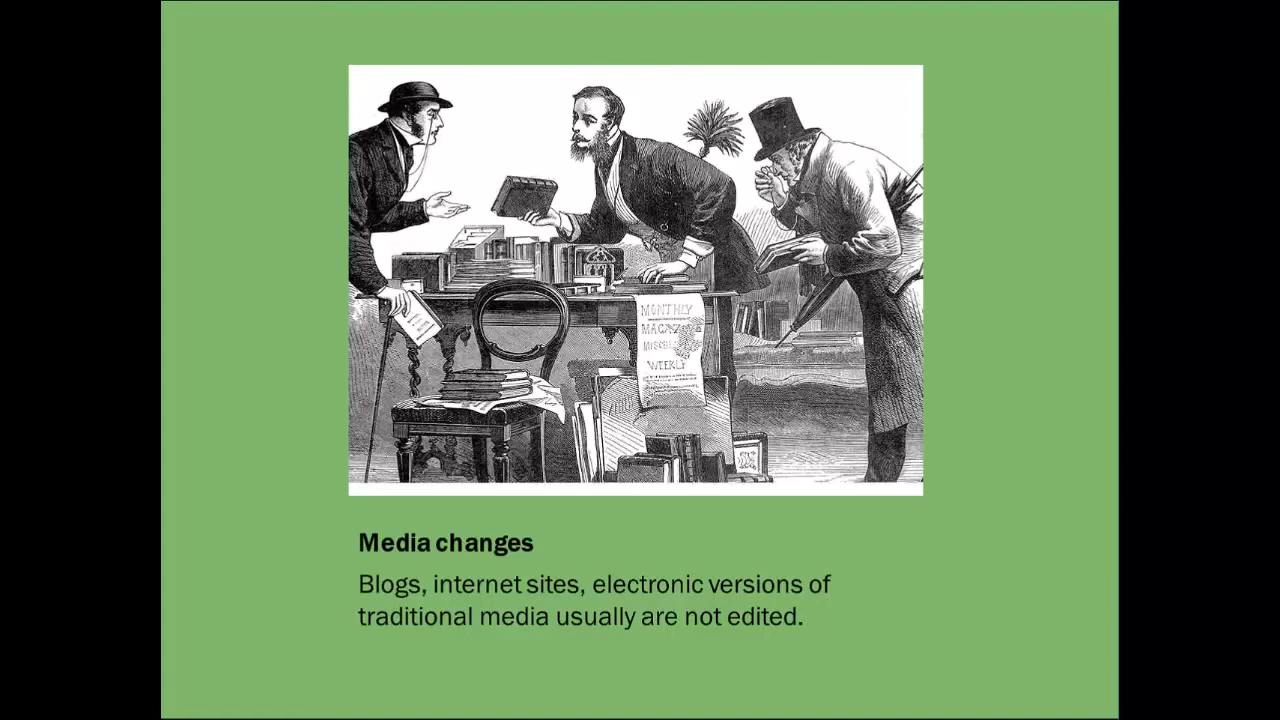 MONTHLY
WEEKLY
Media changes
Blogs, internet sites, electronic versions of
traditional media usually are not edited.